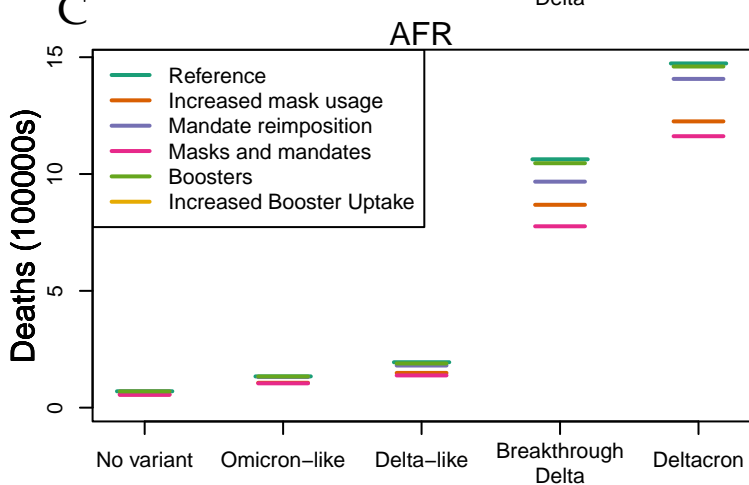 Delta
C
AFR
Reference
Increased mask usage
Mandate reimposition
Masks and mandates
Boosters
Increased Booster Uptake
Deaths (100000s)
15
10
5
0
No variant
Omicron−like
Delta−like
Breakthrough
Delta
Deltacron